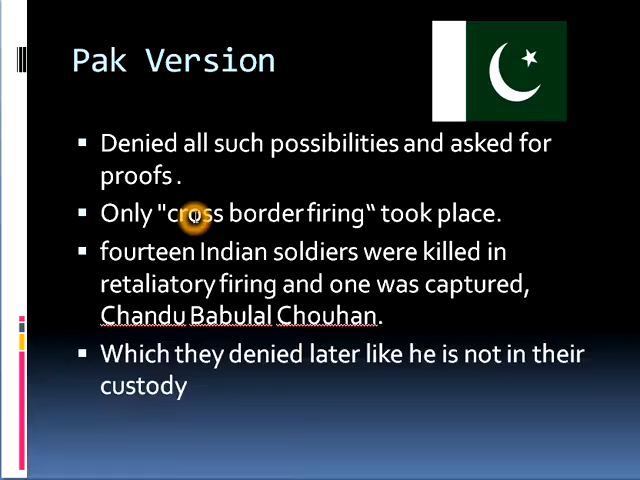 Pak Version
Denied all such possibilities and asked for
proofs .
Only "cross border firing“ took place.
fourteen Indian soldiers were killed in
retaliatory firing and one was captured,
Chandu Babulal Chouhan.
Which they denied later like he is not in their
custody